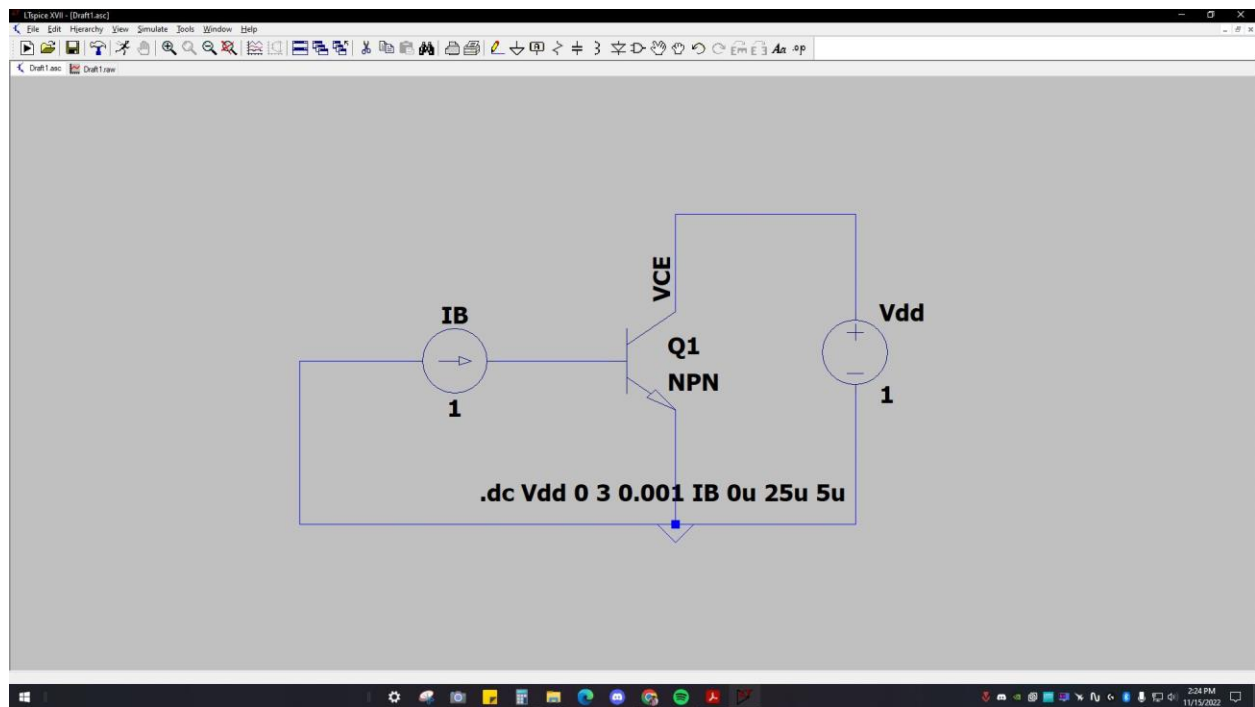 LTspice XVII - [Draft1.asc]
File Edit Hierarchy View Simulate Tools Window Help
Aa .op
Draft1.asc Draft1.raw
VCE
IB
Vdd
Q1
NPN
1
1
.dc Vdd 0 3 0.001 IB 0u 25u 5u
2:24 PM
11/15/2022